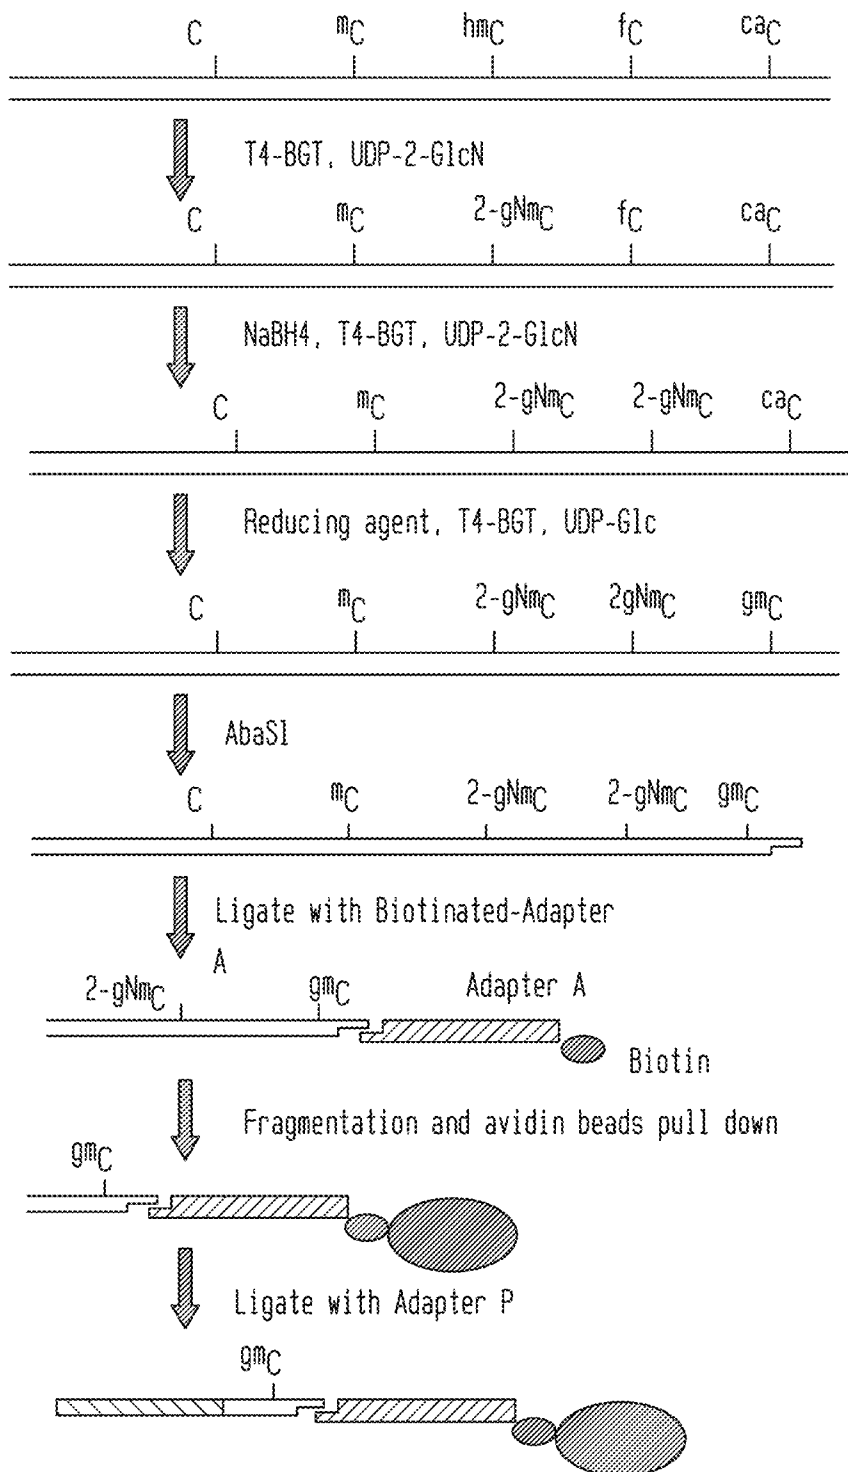 C mC hmC fC caC
T4-BGT, UDP-2-GlcN
C mC 2-gNmC fC caC
NaBH4, T4-BGT, UDP-2-GlcN
C mC 2-gNmC 2-gNmC caC
Reducing agent, T4-BGT, UDP-Glc
C mC 2-gNmC 2gNmC gmC
AbaSl
C mC 2-gNmC 2-gNmC gmC
Ligate with Biotinated-Adapter
A
2-gNmC gmC Adapter A
Biotin
Fragmentation and avidin beads pull down
gmC
Ligate with Adapter P
gmC